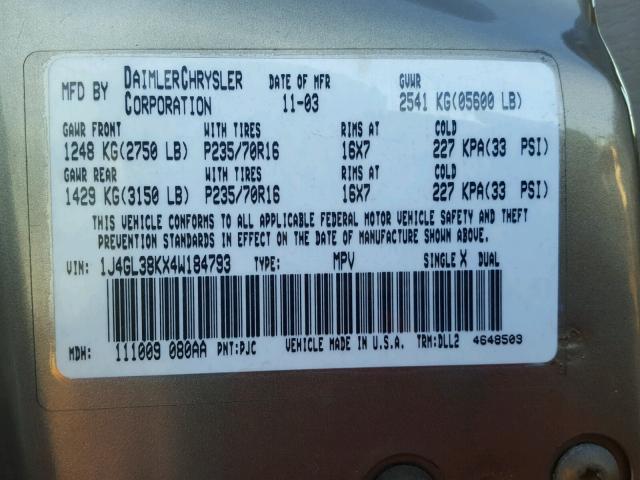 MFD BY DAIMLERCHRYSLER CORPORATION DATE OF MFR 11-03 GVWR 2541 KG(05600 LB)
GAWR FRONT WITH TIRES RIMS AT COLD
1248 KG(2750 LB) P235/70R16 16X7 227 KPA(33 PSI)
GAWR REAR WITH TIRES RIMS AT COLD
1429 KG(3150 LB) P235/70R16 16X7 227 KPA(33 PSI)
THIS VEHICLE CONFORMS TO ALL APPLICABLE FEDERAL MOTOR VEHICLE SAFETY AND THEFT
PREVENTION STANDARDS IN EFFECT ON THE DATE OF MANUFACTURE SHOWN ABOVE.
VIN: 1J4GL38KX4W184793 TYPE: MPV SINGLE X DUAL
MDH: 111009 080AA PNT:PJC VEHICLE MADE IN U.S.A. TRM:DLL2 4648503